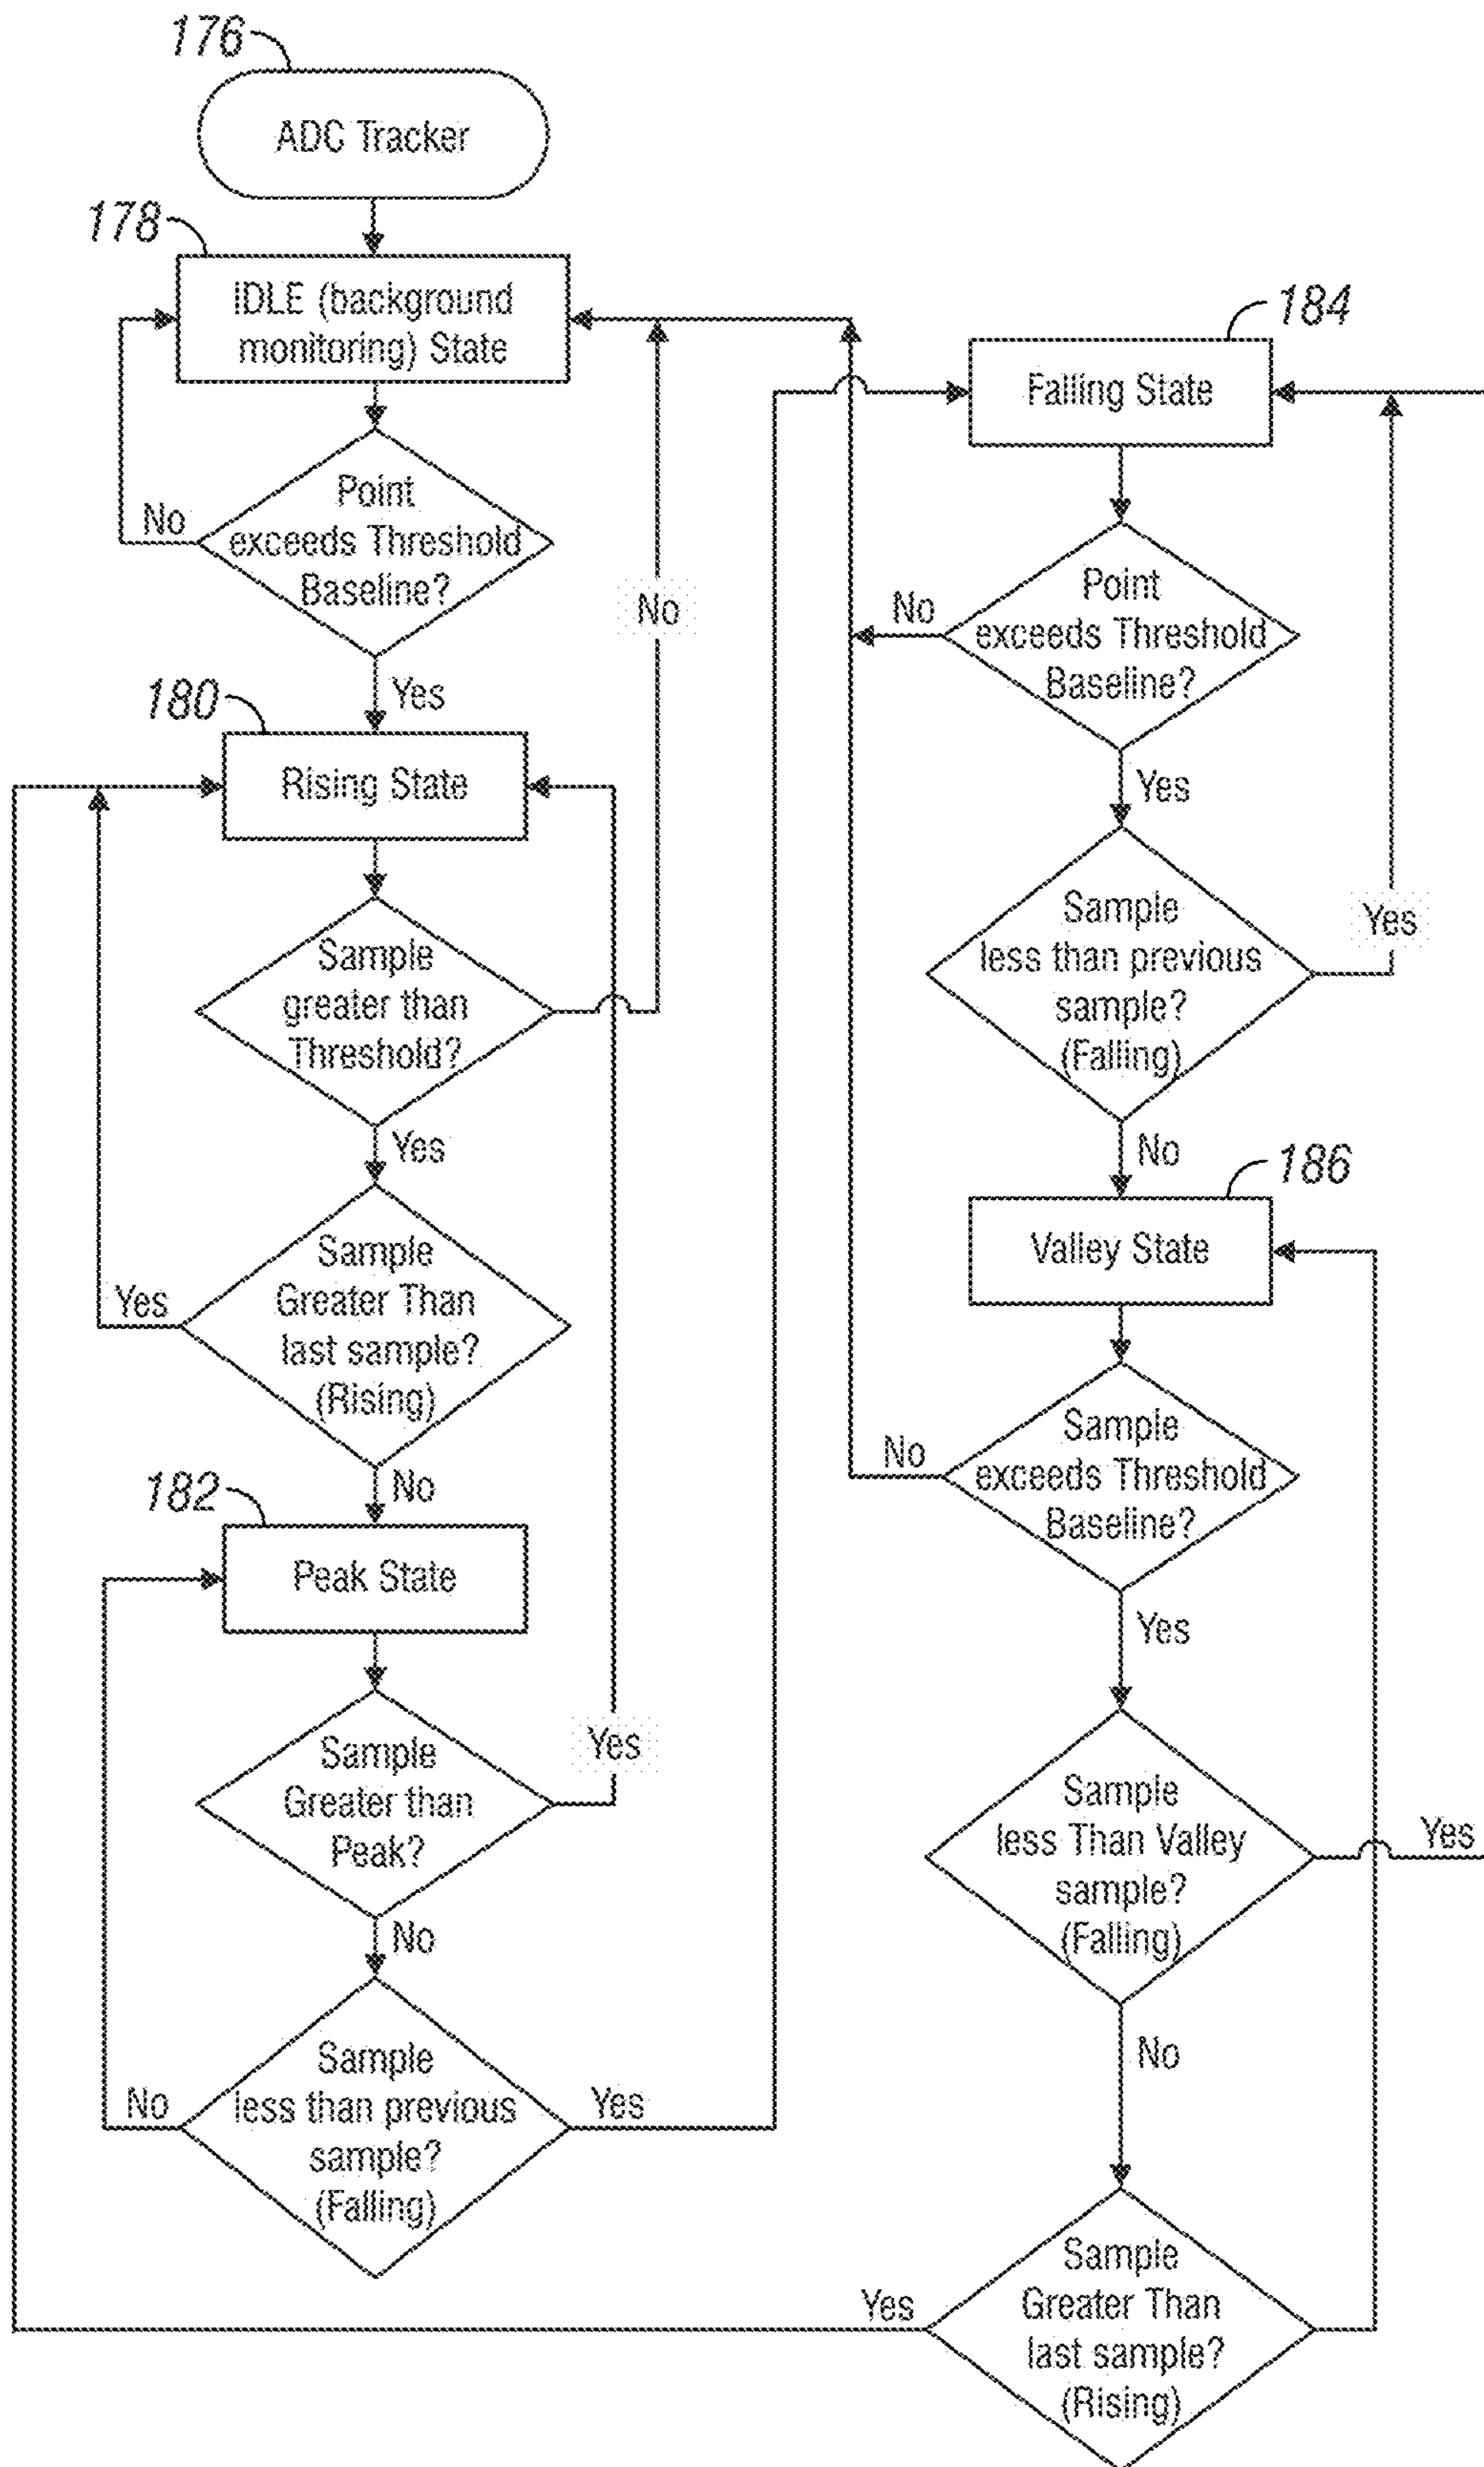 176
ADC Tracker
178
IDLE (background
monitoring) State
Point
exceeds Threshold
Baseline?
No
Yes
180
Rising State
Sample
greater than
Threshold?
No
Yes
Sample
Greater Than
last sample?
(Rising)
Yes
No
182
Peak State
Sample
Greater than
Peak?
Yes
No
Sample
less than previous
sample?
(Falling)
No
Yes
184
Falling State
Point
exceeds Threshold
Baseline?
No
Yes
Sample
less than previous
sample?
(Falling)
Yes
No
186
Valley State
Sample
exceeds Threshold
Baseline?
No
Yes
Sample
less Than Valley
sample?
(Falling)
Yes
No
Sample
Greater Than
last sample?
(Rising)
Yes